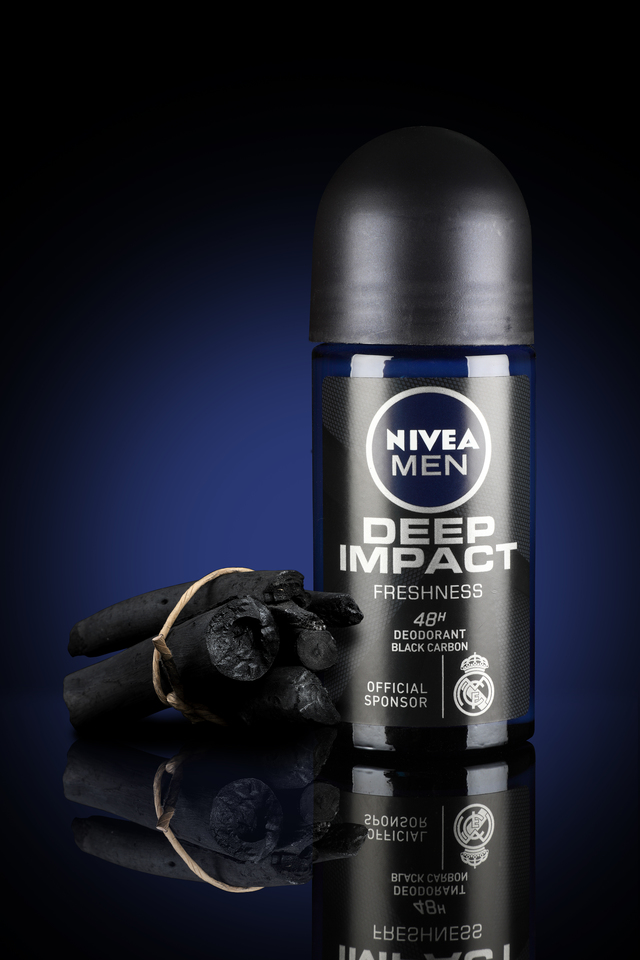 NIVEA
MEN
DEEP
IMPACT
FRESHNESS
48H
DEODORANT
BLACK CARBON
OFFICIAL
SPONSOR